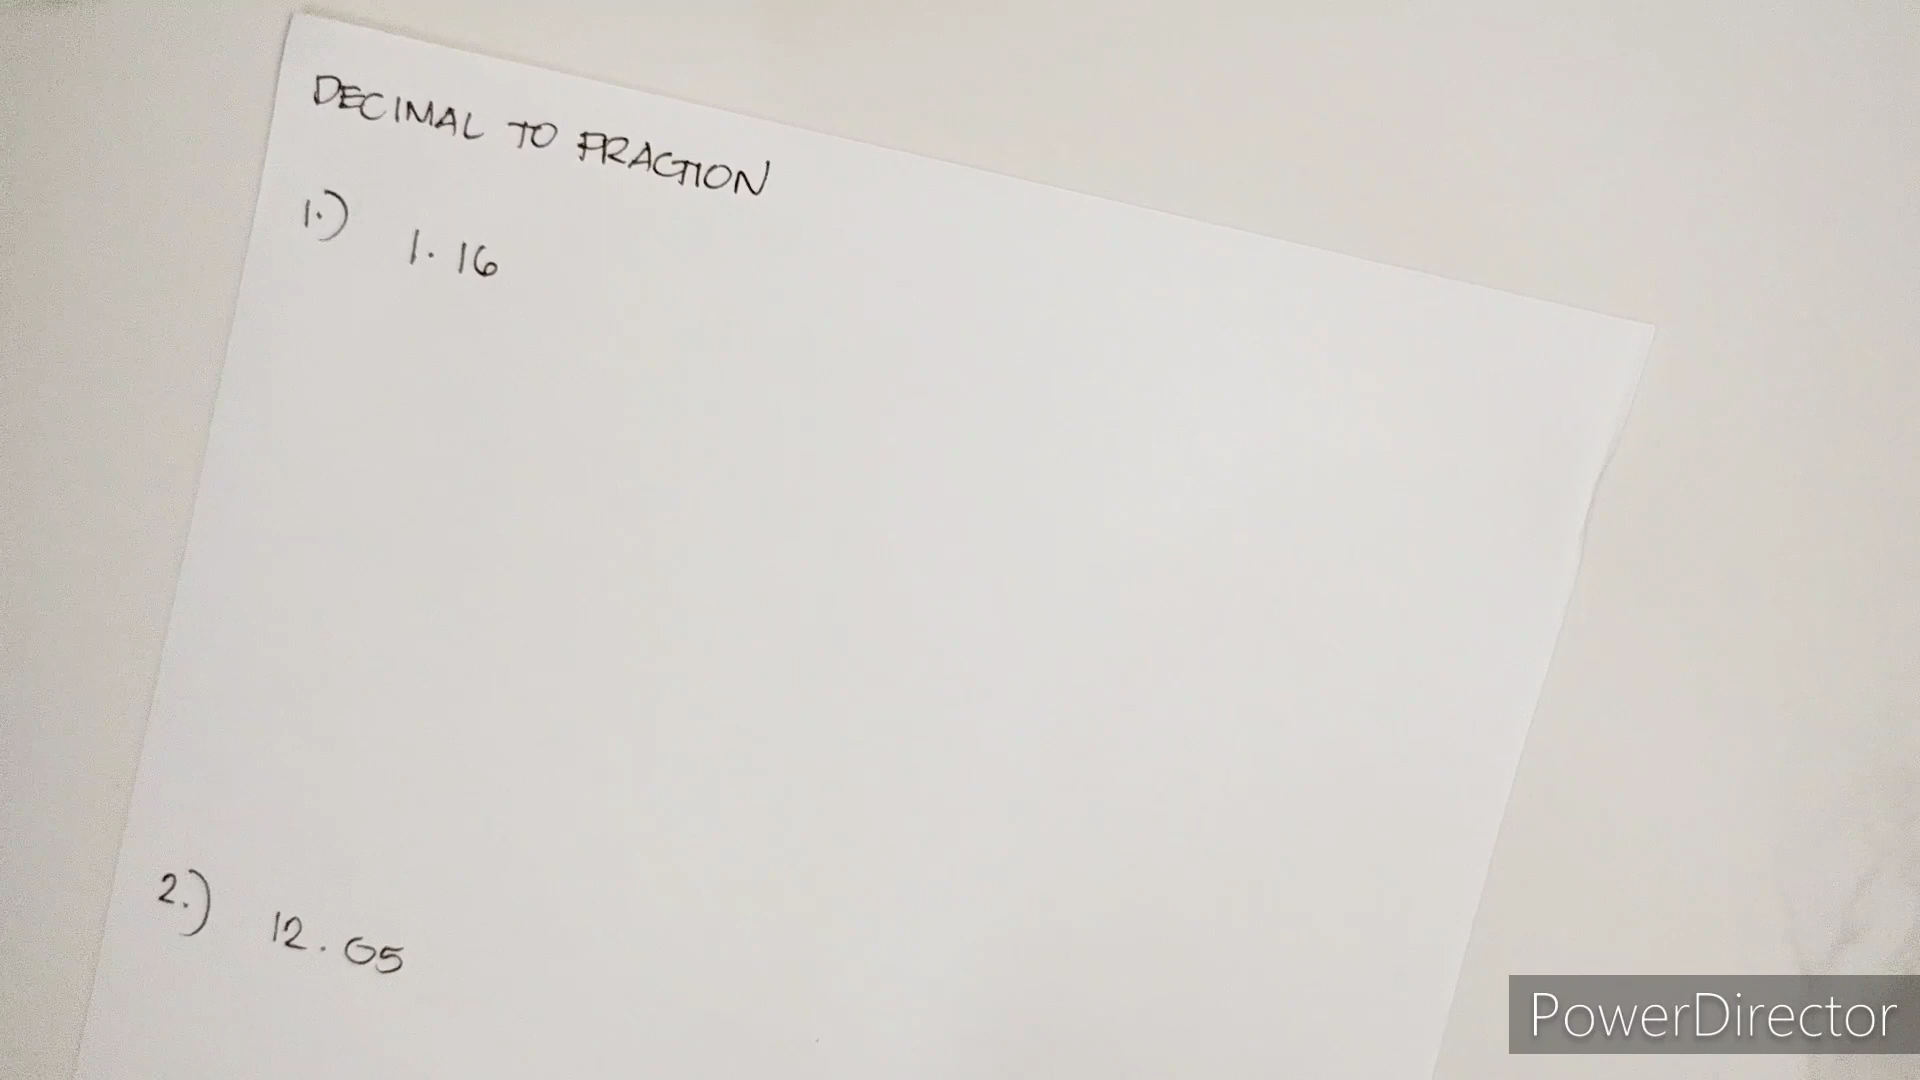 DECIMAL TO FRACTION
1.) 1.16
2.) 12.05
PowerDirector